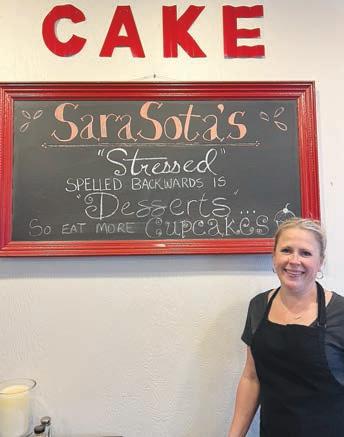 CAKE
SaraSota's
"Stressed"
SPELLED BACKWARDS IS
"Desserts...
SO EAT MORE Cupcakes